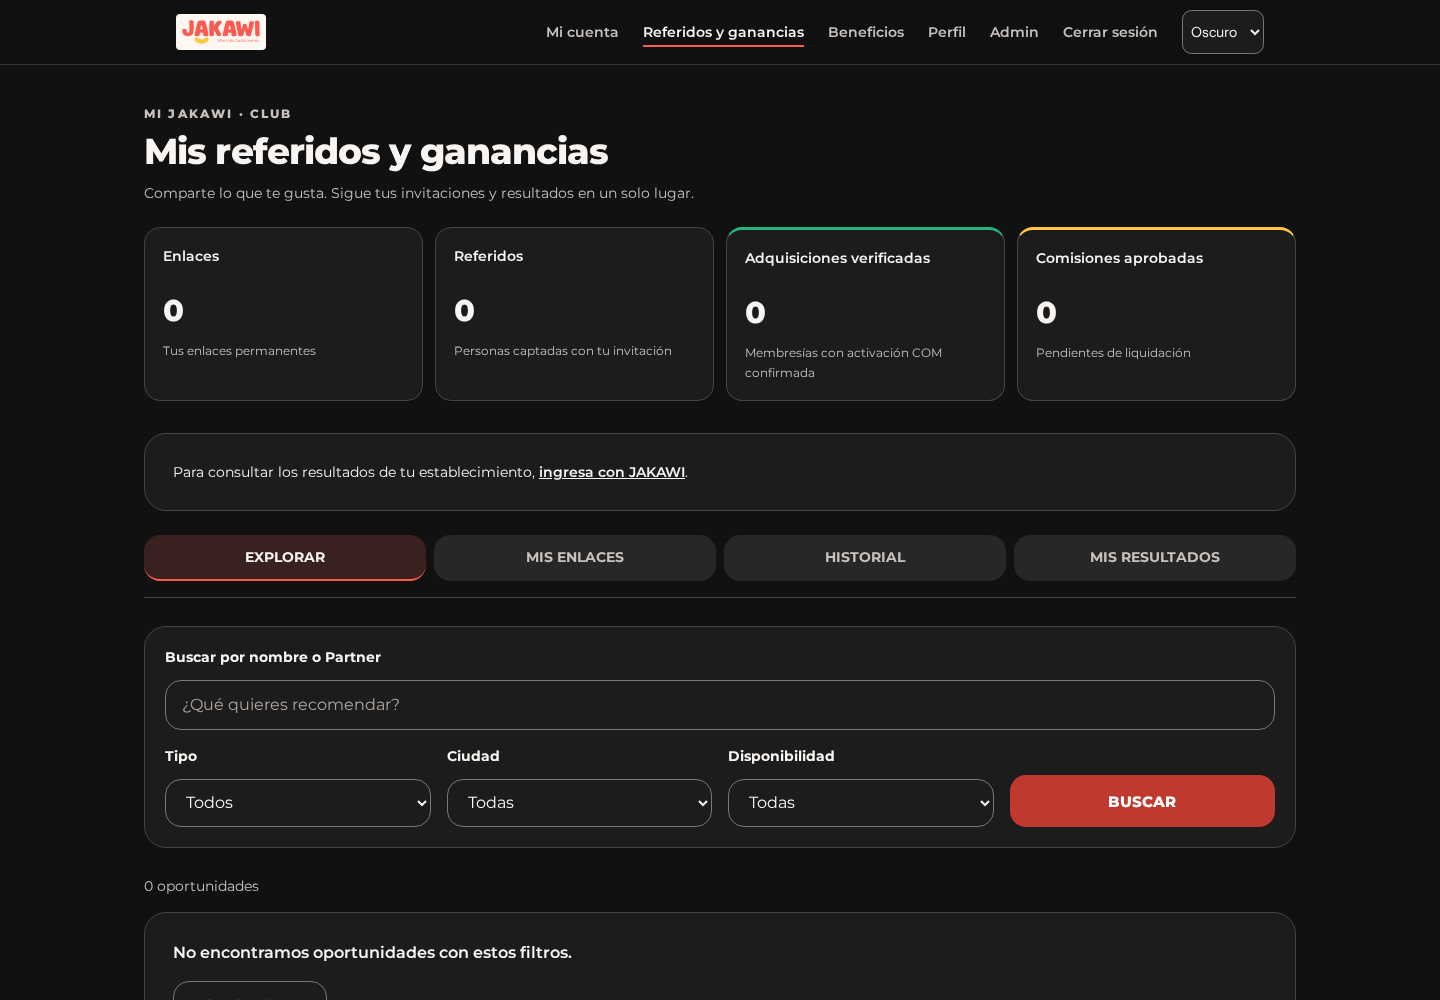 JAKAWI
Mi cuenta
Referidos y ganancias
Beneficios
Perfil
Admin
Cerrar sesión
Oscuro
MI JAKAWI · CLUB
Mis referidos y ganancias
Comparte lo que te gusta. Sigue tus invitaciones y resultados en un solo lugar.
Enlaces
0
Tus enlaces permanentes
Referidos
0
Personas captadas con tu invitación
Adquisiciones verificadas
0
Membresías con activación COM
confirmada
Comisiones aprobadas
0
Pendientes de liquidación
Para consultar los resultados de tu establecimiento, ingresa con JAKAWI.
EXPLORAR
MIS ENLACES
HISTORIAL
MIS RESULTADOS
Buscar por nombre o Partner
¿Qué quieres recomendar?
Tipo
Ciudad
Disponibilidad
Todos
Todas
Todas
BUSCAR
0 oportunidades
No encontramos oportunidades con estos filtros.